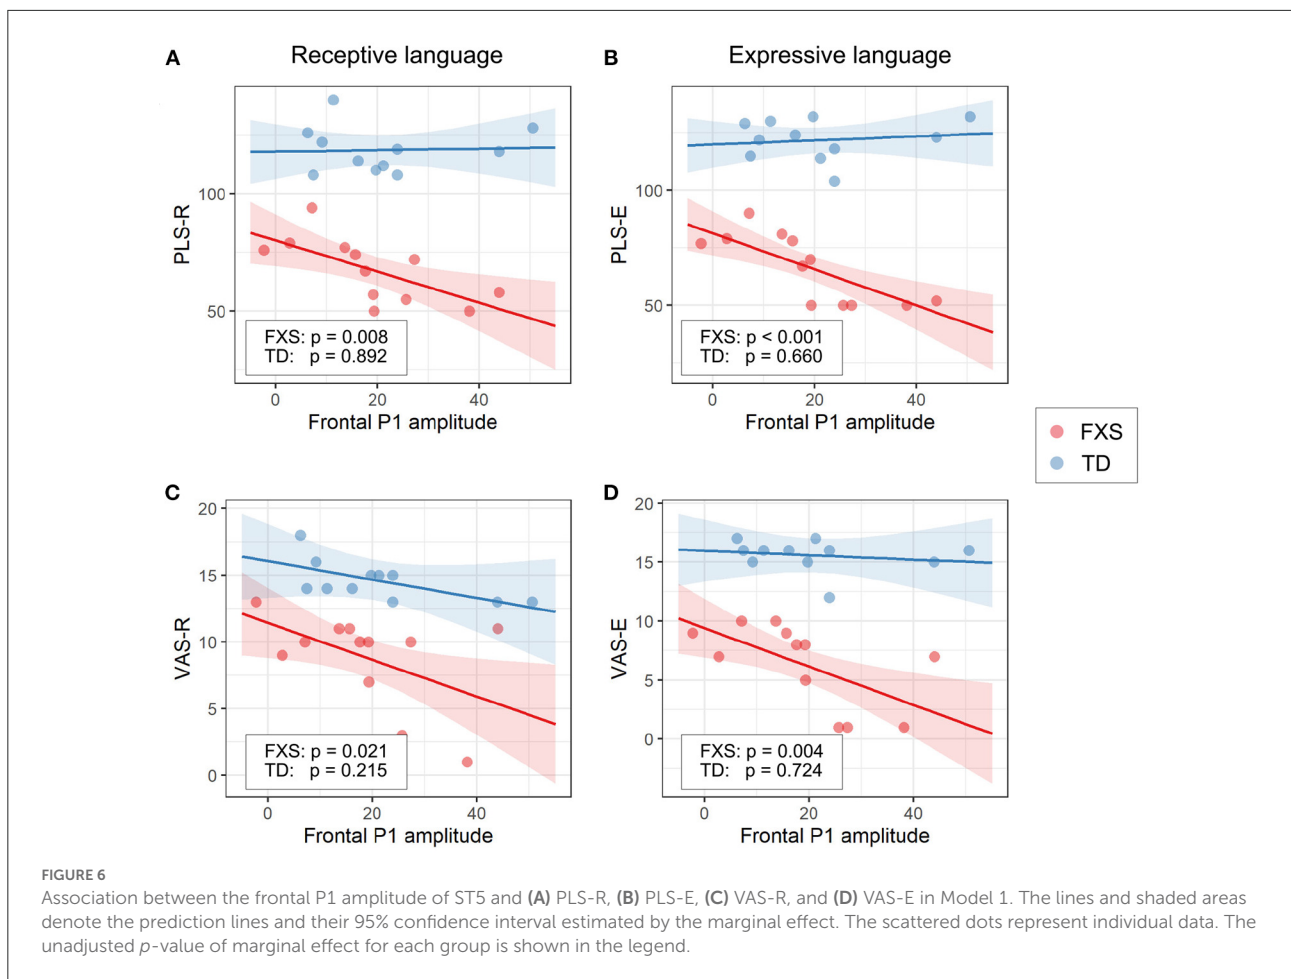 A
Receptive language
B
Expressive language
PLS-R
100
50
FXS: p = 0.008
TD: p = 0.892
0 20 40
Frontal P1 amplitude
PLS-E
100
50
FXS: p < 0.001
TD: p = 0.660
0 20 40
Frontal P1 amplitude
FXS
TD
C
VAS-R
20
15
10
5
0
FXS: p = 0.021
TD: p = 0.215
0 20 40
Frontal P1 amplitude
D
VAS-E
20
15
10
5
0
FXS: p = 0.004
TD: p = 0.724
0 20 40
Frontal P1 amplitude
FIGURE 6
Association between the frontal P1 amplitude of ST5 and (A) PLS-R, (B) PLS-E, (C) VAS-R, and (D) VAS-E in Model 1. The lines and shaded areas
denote the prediction lines and their 95% confidence interval estimated by the marginal effect. The scattered dots represent individual data. The
unadjusted p-value of marginal effect for each group is shown in the legend.